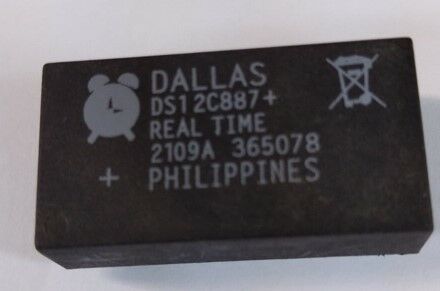 DALLAS
DS12C887+
REAL TIME
2109A 365078
+ PHILIPPINES